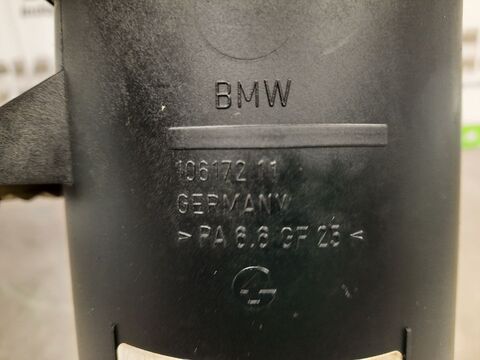 BMW
106172 11
GERMANY
> PA 6.6 GF 25 <